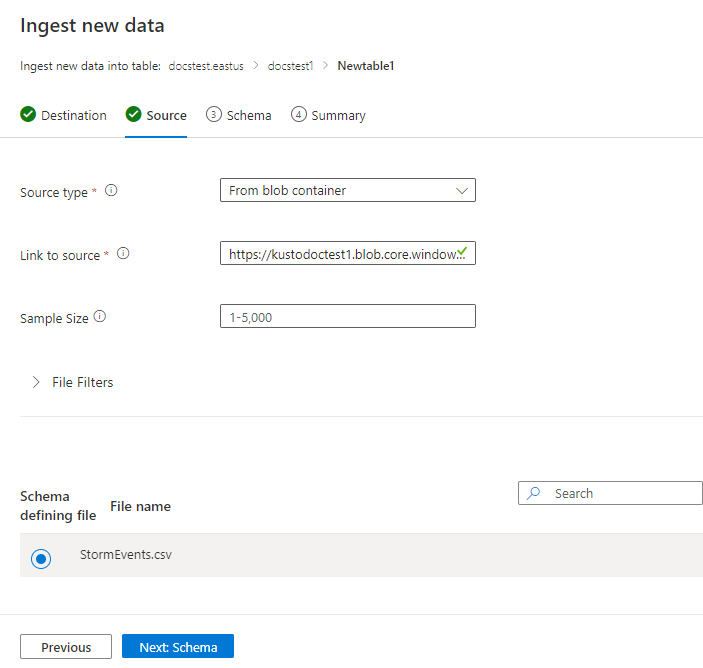 Ingest new data
Ingest new data into table: docstest.eastus > docstest1 > Newtable1
Destination Source 3 Schema 4 Summary
Source type * From blob container
Link to source * https://kustodoctest1.blob.core.window...
Sample Size 1-5,000
File Filters
Schema defining file File name Search
StormEvents.csv
Previous Next: Schema